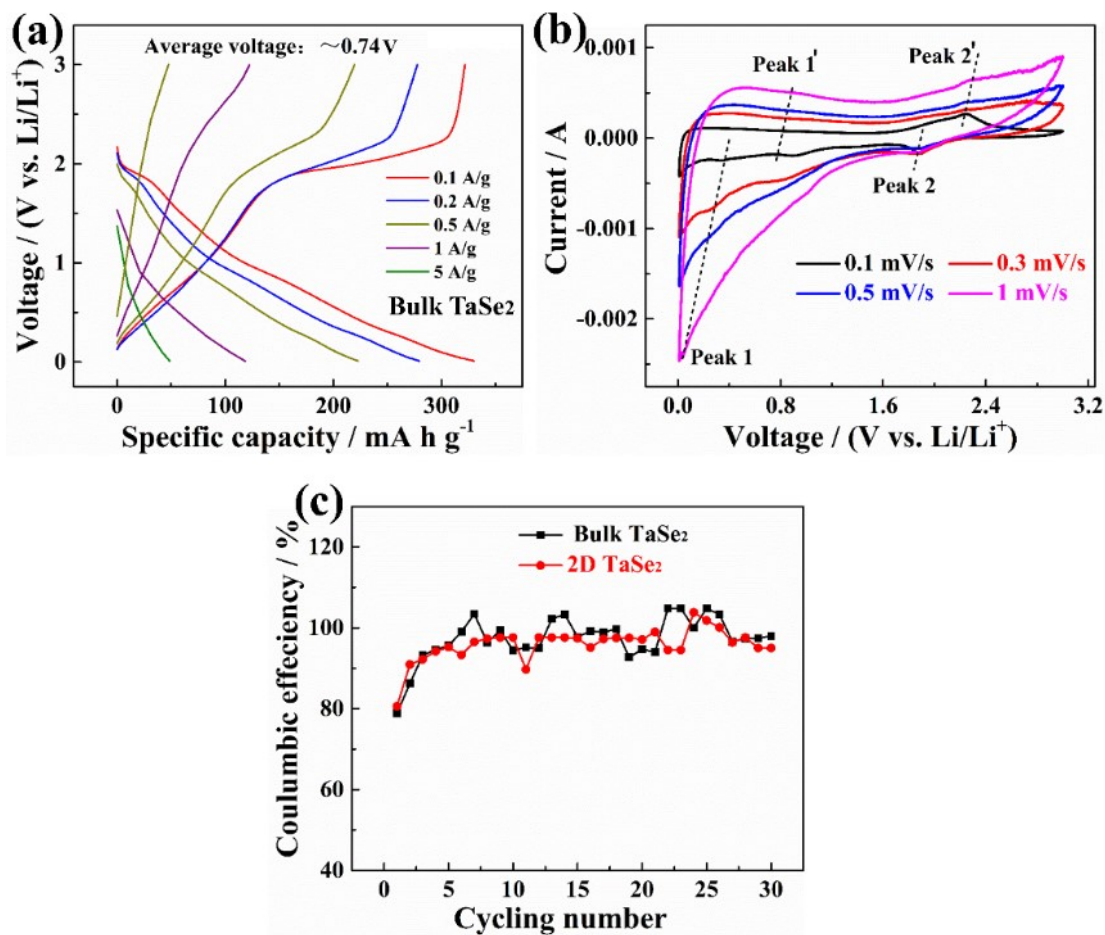 (a)
Average voltage: ~0.74V
Voltage / (V vs. Li/Li+)
3
2
1
0
0.1 A/g
0.2 A/g
0.5 A/g
1 A/g
5 A/g
Bulk TaSe2
0 100 200 300
Specific capacity / mA h g-1
(b)
Current / A
0.001
0.000
-0.001
-0.002
Peak 1'
Peak 2'
Peak 2
Peak 1
0.1 mV/s 0.3 mV/s
0.5 mV/s 1 mV/s
0.0 0.8 1.6 2.4 3.2
Voltage / (V vs. Li/Li+)
(c)
Coulumbic effeciency / %
120
100
80
60
40
Bulk TaSe2
2D TaSe2
0 5 10 15 20 25 30
Cycling number